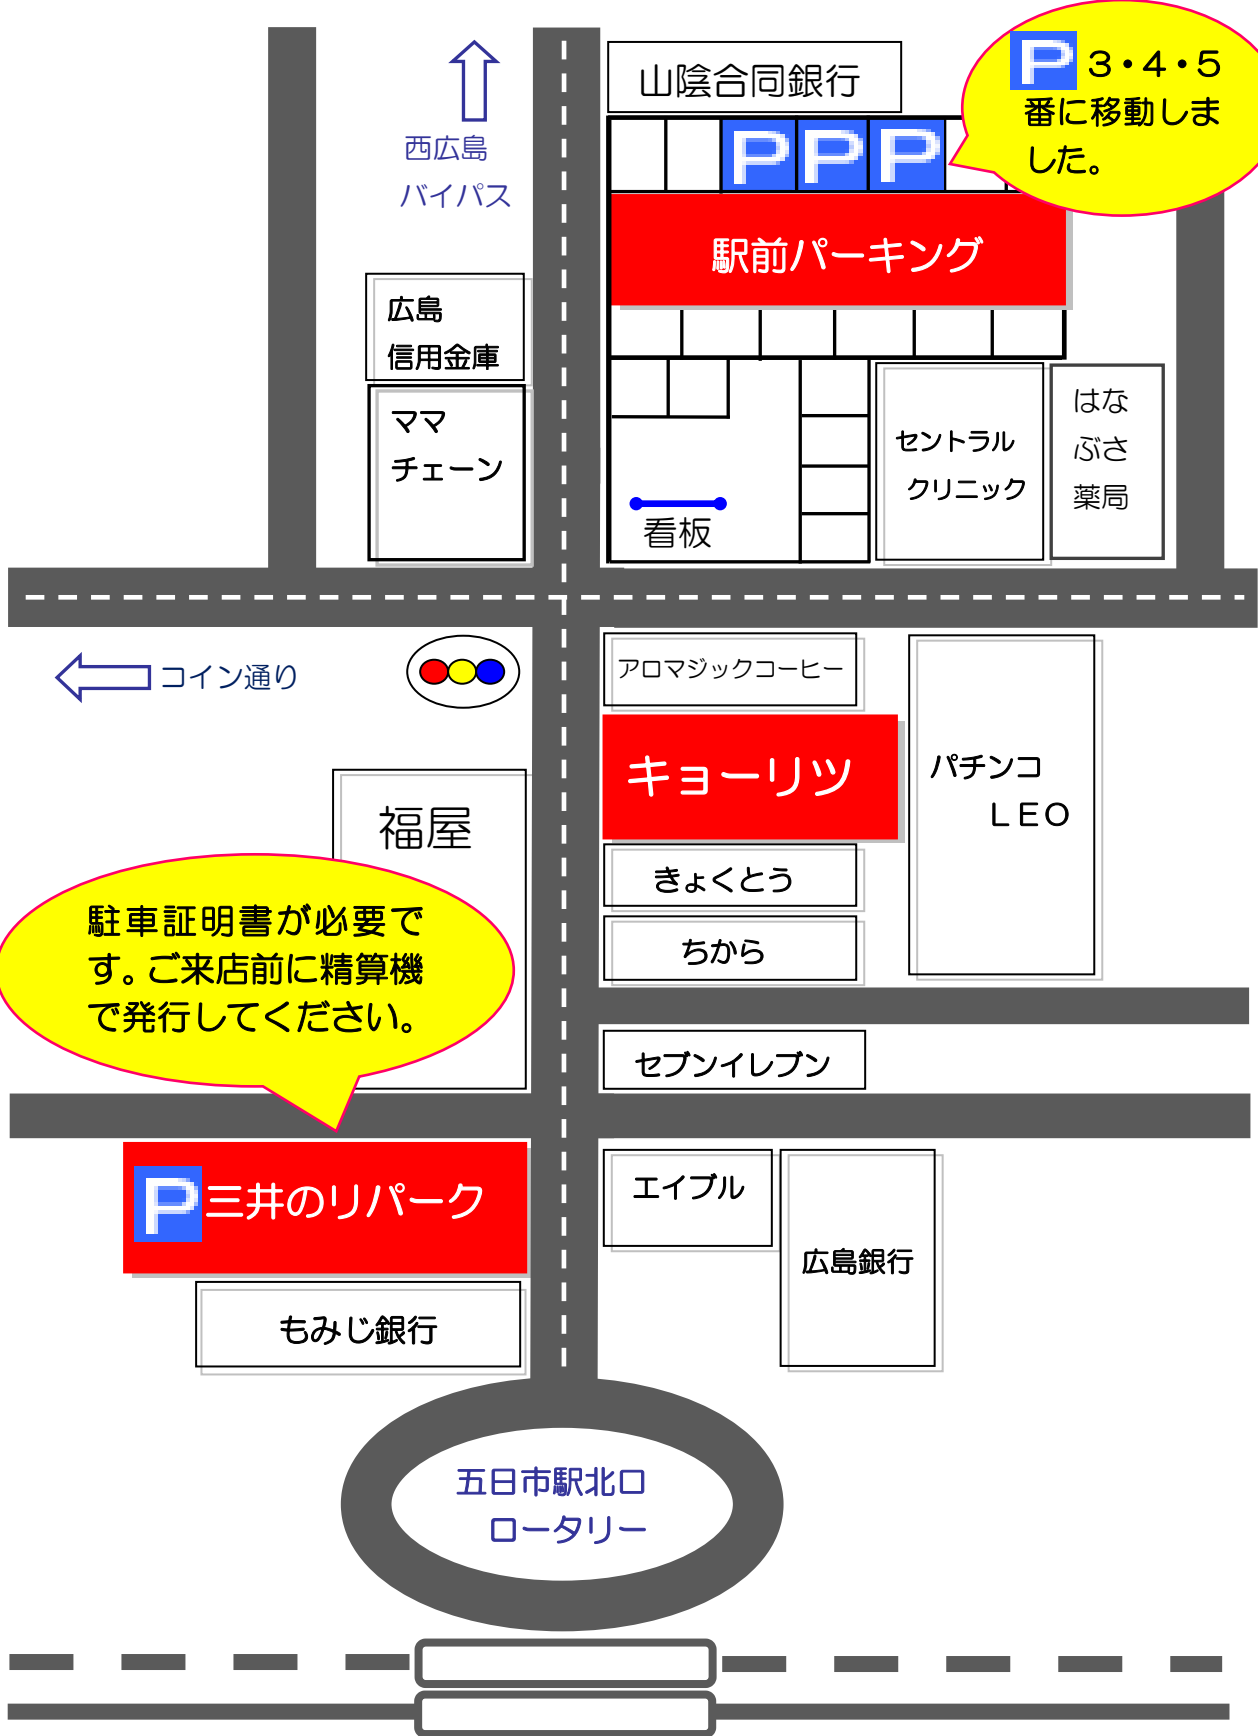 山陰合同銀行
P 3・4・5
番に移動しま
した。
西広島
バイパス
P P P
駅前パーキング
広島
信用金庫
ママ
チェーン
セントラル
クリニック
はな
ぶさ
薬局
看板
コイン通り
アロマジックコーヒー
キョーリツ
パチンコ
LEO
福屋
きょくとう
ちから
駐車証明書が必要で
す。ご来店前に精算機
で発行してください。
セブンイレブン
P 三井のリパーク
エイブル
広島銀行
もみじ銀行
五日市駅北口
ロータリー